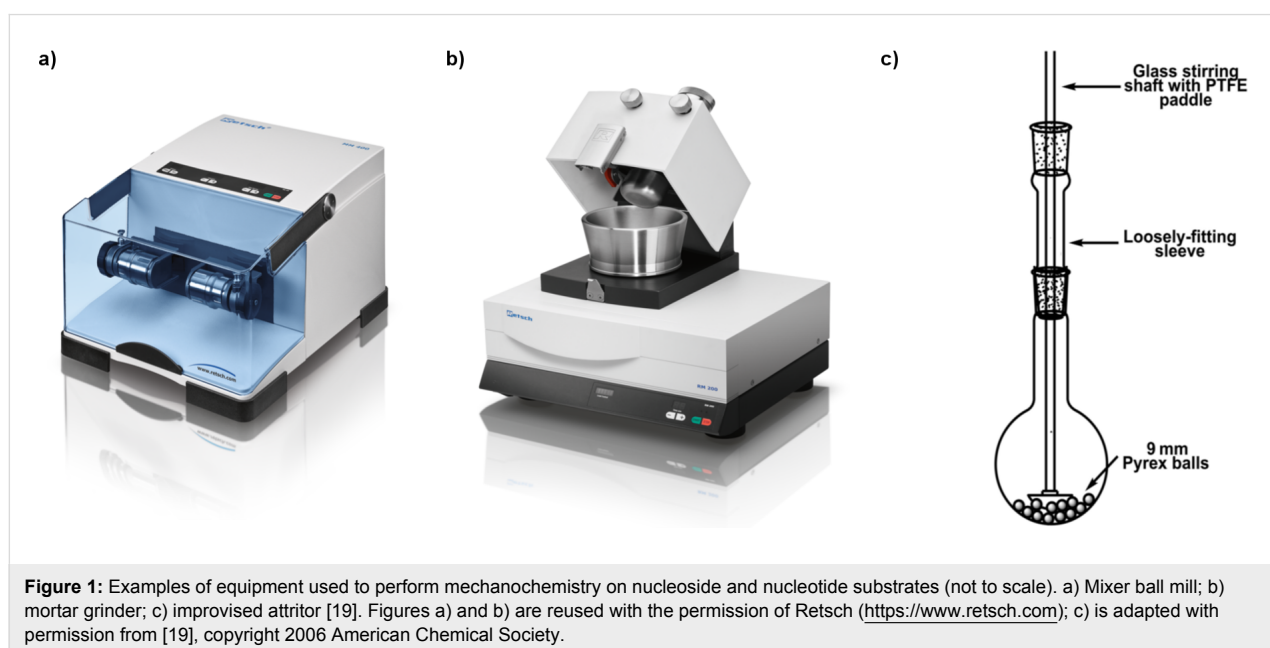 a)
b)
c)
Retsch
MM 400
www.retsch.com
Retsch
RM 200
Glass stirring
shaft with PTFE
paddle
Loosely-fitting
sleeve
9 mm
Pyrex balls
Figure 1: Examples of equipment used to perform mechanochemistry on nucleoside and nucleotide substrates (not to scale). a) Mixer ball mill; b)
mortar grinder; c) improvised attritor [19]. Figures a) and b) are reused with the permission of Retsch (https://www.retsch.com); c) is adapted with
permission from [19], copyright 2006 American Chemical Society.